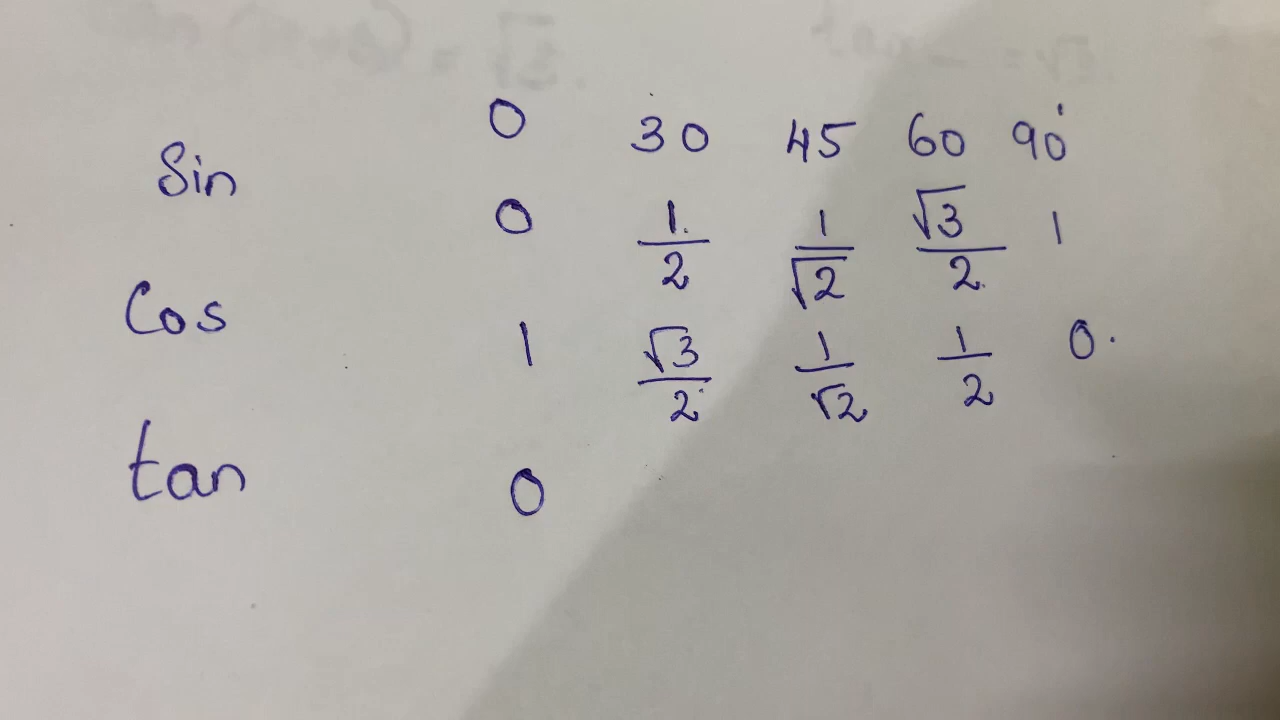 0 30 45 60 90°
Sin 0 1/2 1/√2 √3/2 1
Cos 1 √3/2 1/√2 1/2 0.
tan 0